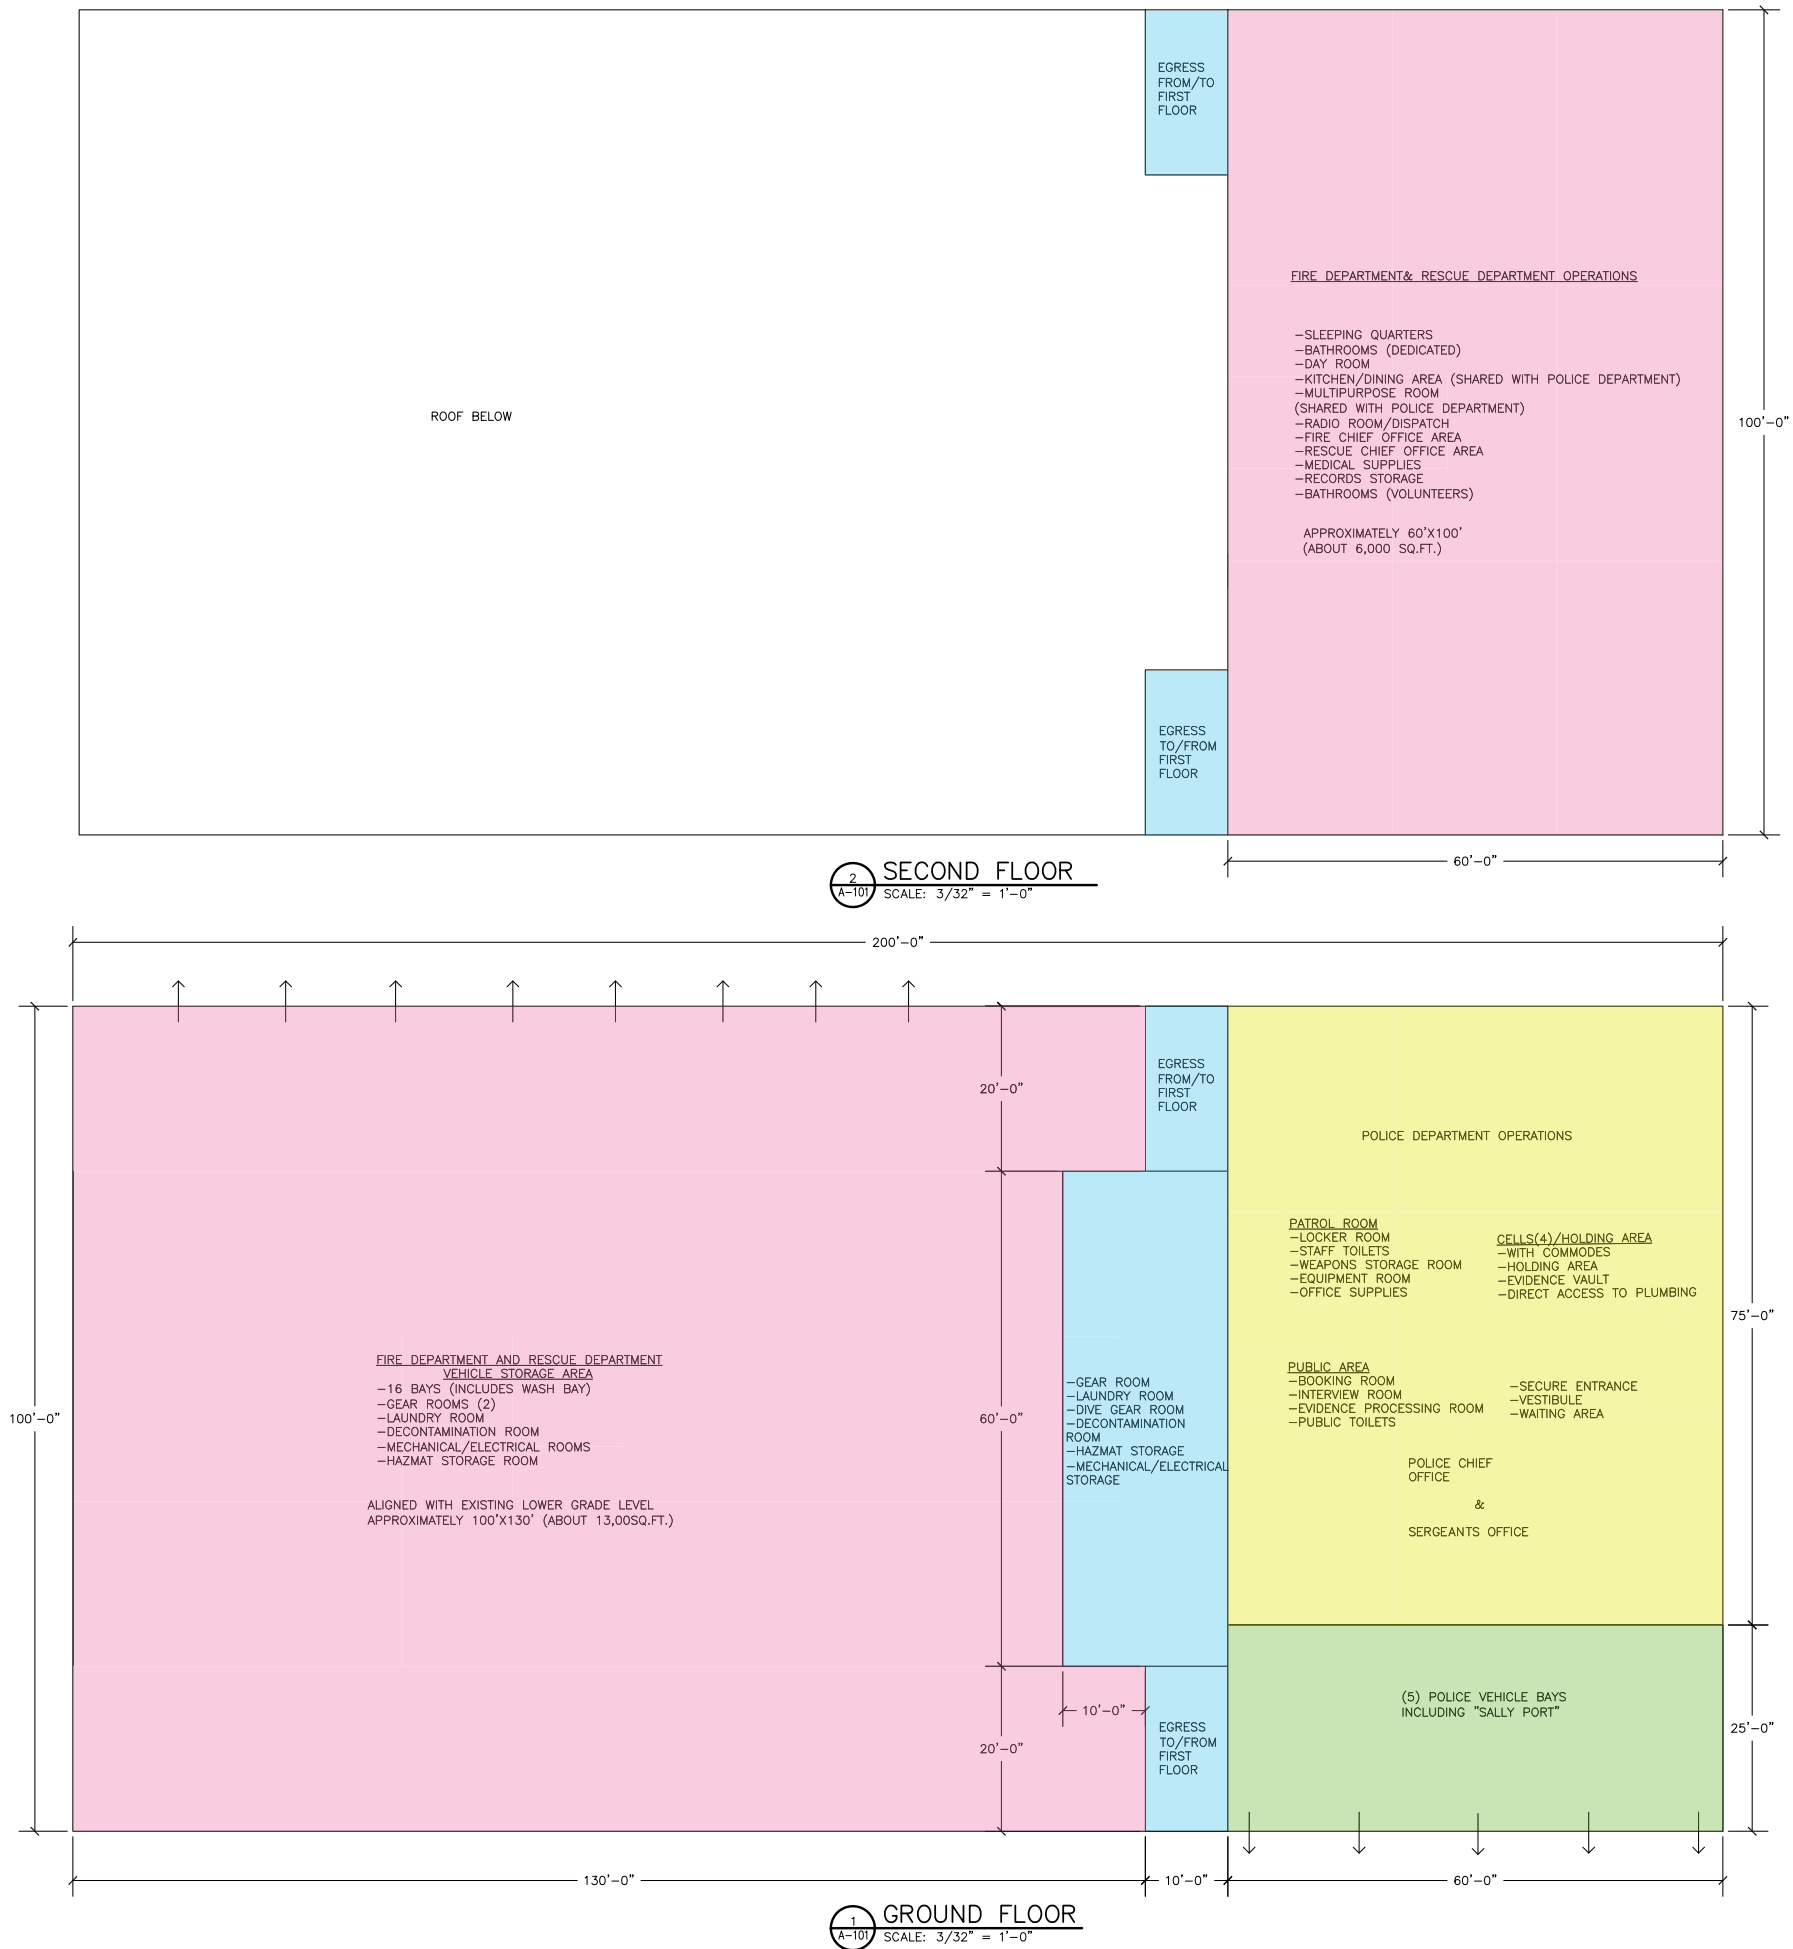 EGRESS
FROM/TO
FIRST
FLOOR
FIRE DEPARTMENT& RESCUE DEPARTMENT OPERATIONS
-SLEEPING QUARTERS
-BATHROOMS (DEDICATED)
-DAY ROOM
-KITCHEN/DINING AREA (SHARED WITH POLICE DEPARTMENT)
-MULTIPURPOSE ROOM
(SHARED WITH POLICE DEPARTMENT)
-RADIO ROOM/DISPATCH
-FIRE CHIEF OFFICE AREA
-RESCUE CHIEF OFFICE AREA
-MEDICAL SUPPLIES
-RECORDS STORAGE
-BATHROOMS (VOLUNTEERS)
APPROXIMATELY 60'X100'
(ABOUT 6,000 SQ.FT.)
ROOF BELOW
100'-0"
EGRESS
TO/FROM
FIRST
FLOOR
60'-0"
2
A-101
SECOND FLOOR
SCALE: 3/32" = 1'-0"
200'-0"
20'-0"
EGRESS
FROM/TO
FIRST
FLOOR
POLICE DEPARTMENT OPERATIONS
PATROL ROOM
-LOCKER ROOM
-STAFF TOILETS
-WEAPONS STORAGE ROOM
-EQUIPMENT ROOM
-OFFICE SUPPLIES
CELLS(4)/HOLDING AREA
-WITH COMMODES
-HOLDING AREA
-EVIDENCE VAULT
-DIRECT ACCESS TO PLUMBING
75'-0"
FIRE DEPARTMENT AND RESCUE DEPARTMENT
VEHICLE STORAGE AREA
-16 BAYS (INCLUDES WASH BAY)
-GEAR ROOMS (2)
-LAUNDRY ROOM
-DECONTAMINATION ROOM
-MECHANICAL/ELECTRICAL ROOMS
-HAZMAT STORAGE ROOM
ALIGNED WITH EXISTING LOWER GRADE LEVEL
APPROXIMATELY 100'X130' (ABOUT 13,00SQ.FT.)
100'-0"
60'-0"
-GEAR ROOM
-LAUNDRY ROOM
-DIVE GEAR ROOM
-DECONTAMINATION
ROOM
-HAZMAT STORAGE
-MECHANICAL/ELECTRICAL
STORAGE
PUBLIC AREA
-BOOKING ROOM
-INTERVIEW ROOM
-EVIDENCE PROCESSING ROOM
-PUBLIC TOILETS
-SECURE ENTRANCE
-VESTIBULE
-WAITING AREA
POLICE CHIEF
OFFICE
&
SERGEANTS OFFICE
(5) POLICE VEHICLE BAYS
INCLUDING "SALLY PORT"
25'-0"
10'-0"
20'-0"
EGRESS
TO/FROM
FIRST
FLOOR
130'-0"
10'-0"
60'-0"
1
A-101
GROUND FLOOR
SCALE: 3/32" = 1'-0"